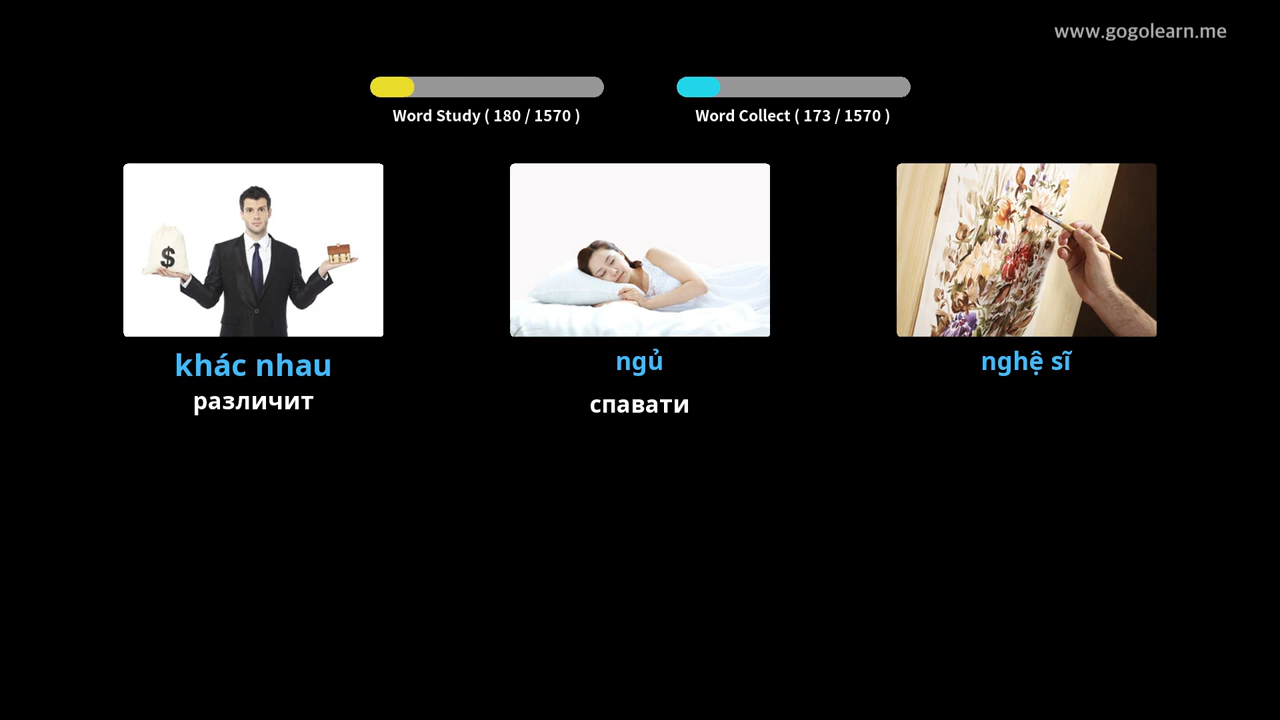 www.gogolearn.me
Word Study ( 180 / 1570 )
Word Collect ( 173 / 1570 )
$
khác nhau
ngủ
nghệ sĩ
различит
спавати